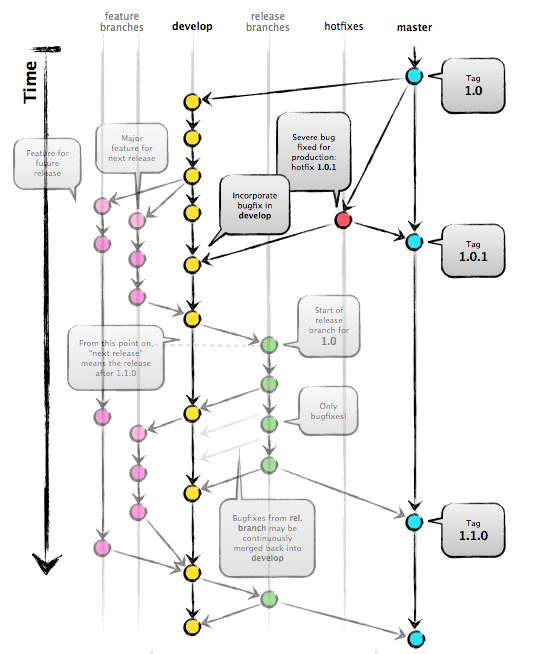 feature
branches
develop
release
branches
hotfixes
master
Time
Tag
1.0
Major
feature for
next release
Severe bug
fixed for
production:
hotfix 1.0.1
Feature for
future
release
Incorporate
bugfix in
develop
Tag
1.0.1
Start of
release
branch for
1.0
From this point on,
"next release"
means the release
after 1.1.0
Only
bugfixes!
Bugfixes from rel.
branch may be
continuously
merged back into
develop
Tag
1.1.0